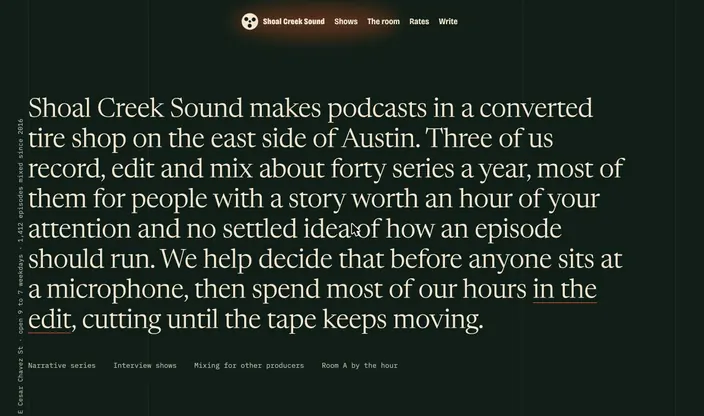 Shoal Creek Sound Shows The room Rates Write
Shoal Creek Sound makes podcasts in a converted
tire shop on the east side of Austin. Three of us
record, edit and mix about forty series a year, most of
them for people with a story worth an hour of your
attention and no settled idea of how an episode
should run. We help decide that before anyone sits at
a microphone, then spend most of our hours in the
edit, cutting until the tape keeps moving.
Narrative series Interview shows Mixing for other producers Room A by the hour
E Cesar Chavez St · open 9 to 7 weekdays · 1,412 episodes mixed since 2016